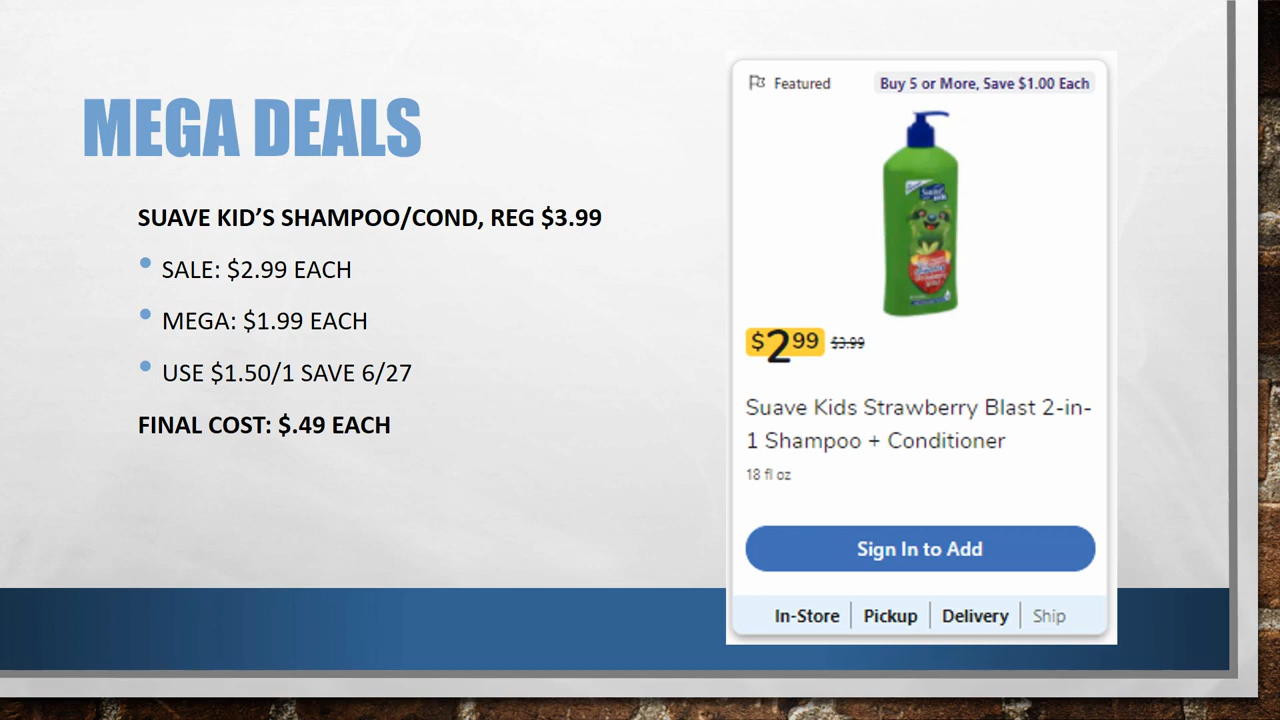 MEGA DEALS
SUAVE KID'S SHAMPOO/COND, REG $3.99
SALE: $2.99 EACH
MEGA: $1.99 EACH
USE $1.50/1 SAVE 6/27
FINAL COST: $.49 EACH
Featured
Buy 5 or More, Save $1.00 Each
Suave
kids
$2 99 $3.99
Suave Kids Strawberry Blast 2-in-
1 Shampoo + Conditioner
18 fl oz
Sign In to Add
In-Store Pickup Delivery Ship